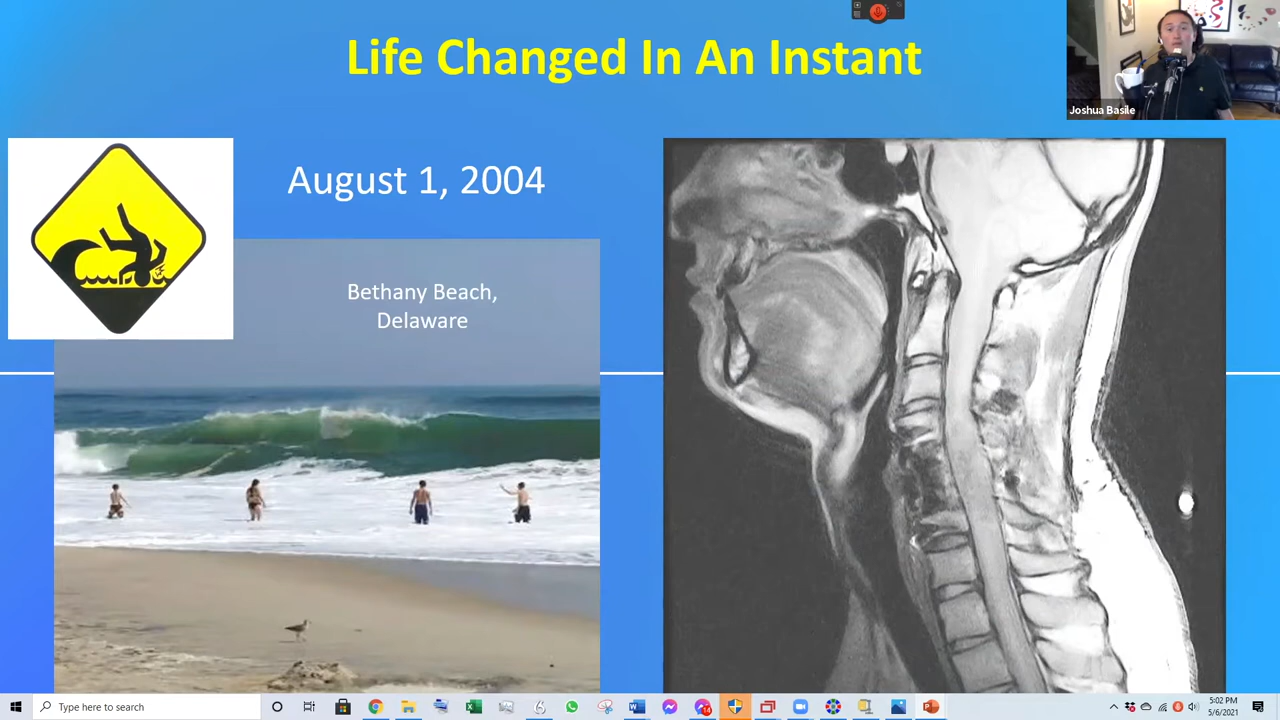 Life Changed In An Instant
Joshua Basile
August 1, 2004
Bethany Beach,
Delaware
Type here to search
14
5:02 PM
5/6/2021